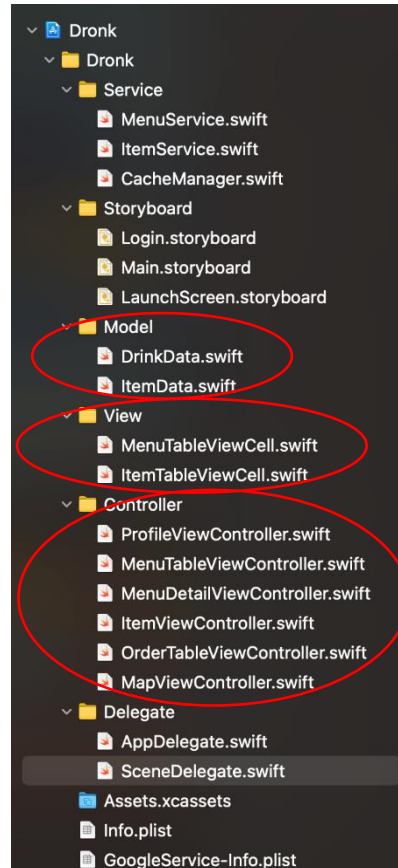 Dronk
Dronk
Service
MenuService.swift
ItemService.swift
CacheManager.swift
Storyboard
Login.storyboard
Main.storyboard
LaunchScreen.storyboard
Model
DrinkData.swift
ItemData.swift
View
MenuTableViewCell.swift
ItemTableViewCell.swift
Controller
ProfileViewController.swift
MenuTableViewController.swift
MenuDetailViewController.swift
ItemViewController.swift
OrderTableViewController.swift
MapViewController.swift
Delegate
AppDelegate.swift
SceneDelegate.swift
Assets.xcassets
Info.plist
GoogleService-Info.plist